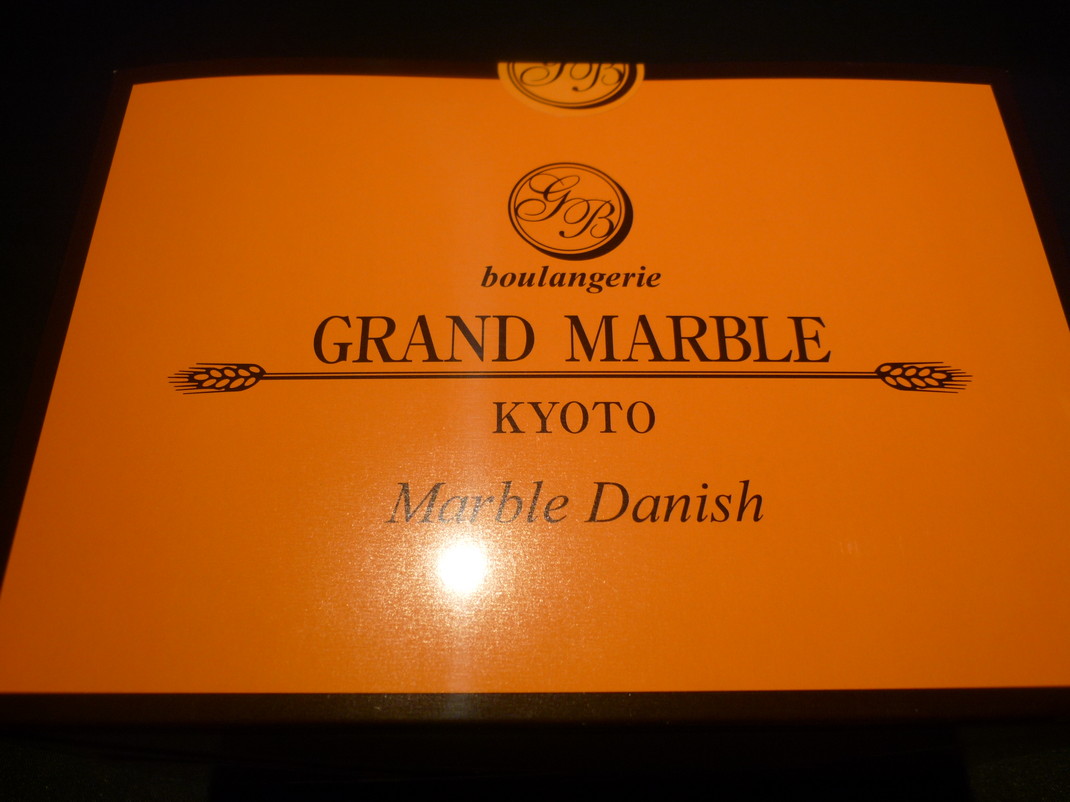 GB
GB
boulangerie
GRAND MARBLE
KYOTO
Marble Danish